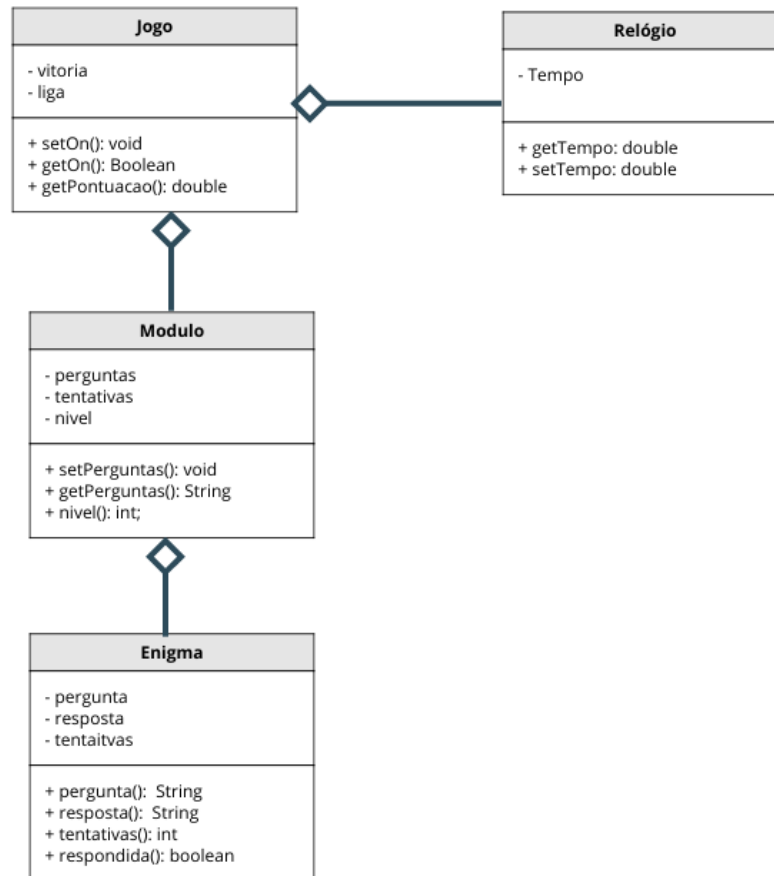 Jogo
- vitoria
- liga
+ setOn(): void
+ getOn(): Boolean
+ getPontuacao(): double
Relógio
- Tempo
+ getTempo: double
+ setTempo: double
Modulo
- perguntas
- tentativas
- nivel
+ setPerguntas(): void
+ getPerguntas(): String
+ nivel(): int;
Enigma
- pergunta
- resposta
- tentaitvas
+ pergunta():  String
+ resposta():  String
+ tentativas(): int
+ respondida(): boolean